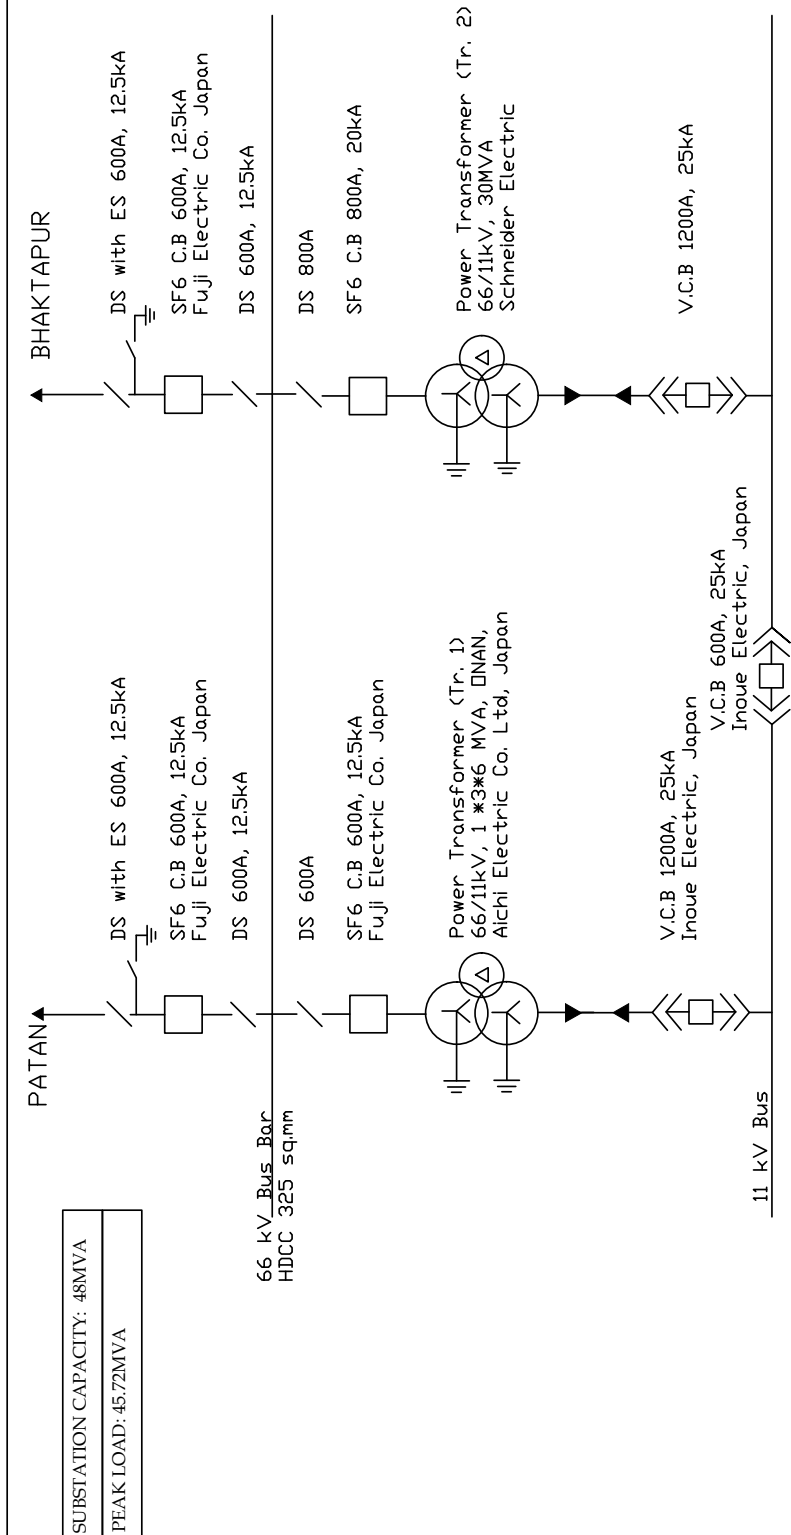 SUBSTATION CAPACITY: 48MVA
PEAK LOAD: 45.72MVA
PATAN
DS with ES 600A, 12.5kA
SF6 C.B 600A, 12.5kA
Fuji Electric Co. Japan
DS 600A, 12.5kA
BHAKTAPUR
DS with ES 600A, 12.5kA
SF6 C.B 600A, 12.5kA
Fuji Electric Co. Japan
DS 600A, 12.5kA
66 kV Bus Bar
HDCC 325 sq.mm
DS 600A
SF6 C.B 600A, 12.5kA
Fuji Electric Co. Japan
DS 800A
SF6 C.B 800A, 20kA
Power Transformer (Tr. 1)
66/11kV, 1 *3*6 MVA, ONAN,
Aichi Electric Co. Ltd, Japan
Power Transformer (Tr. 2)
66/11kV, 30MVA
Schneider Electric
V.C.B 1200A, 25kA
Inoue Electric, Japan
V.C.B 600A, 25kA
Inoue Electric, Japan
V.C.B 1200A, 25kA
11 kV Bus